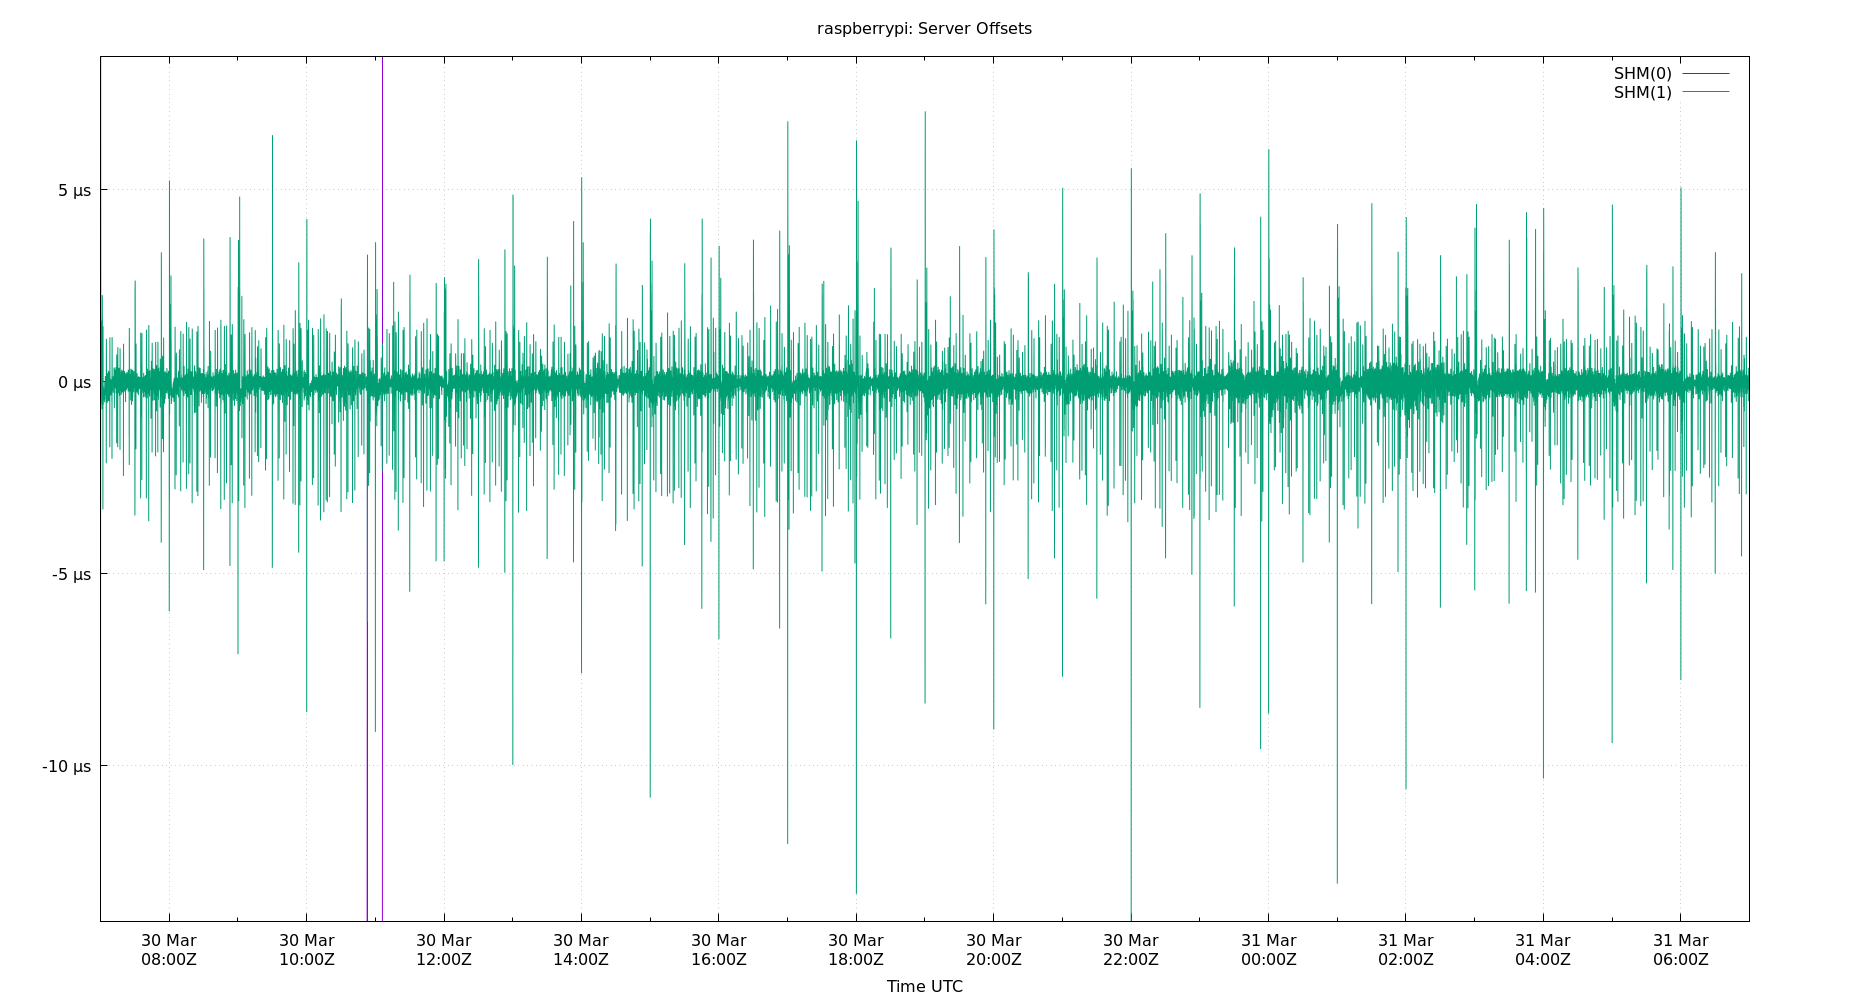 raspberrypi: Server Offsets
SHM(0)
SHM(1)
5 µs
0 µs
-5 µs
-10 µs
30 Mar 30 Mar 30 Mar 30 Mar 30 Mar 30 Mar 30 Mar 30 Mar 31 Mar 31 Mar 31 Mar 31 Mar
08:00Z 10:00Z 12:00Z 14:00Z 16:00Z 18:00Z 20:00Z 22:00Z 00:00Z 02:00Z 04:00Z 06:00Z
Time UTC